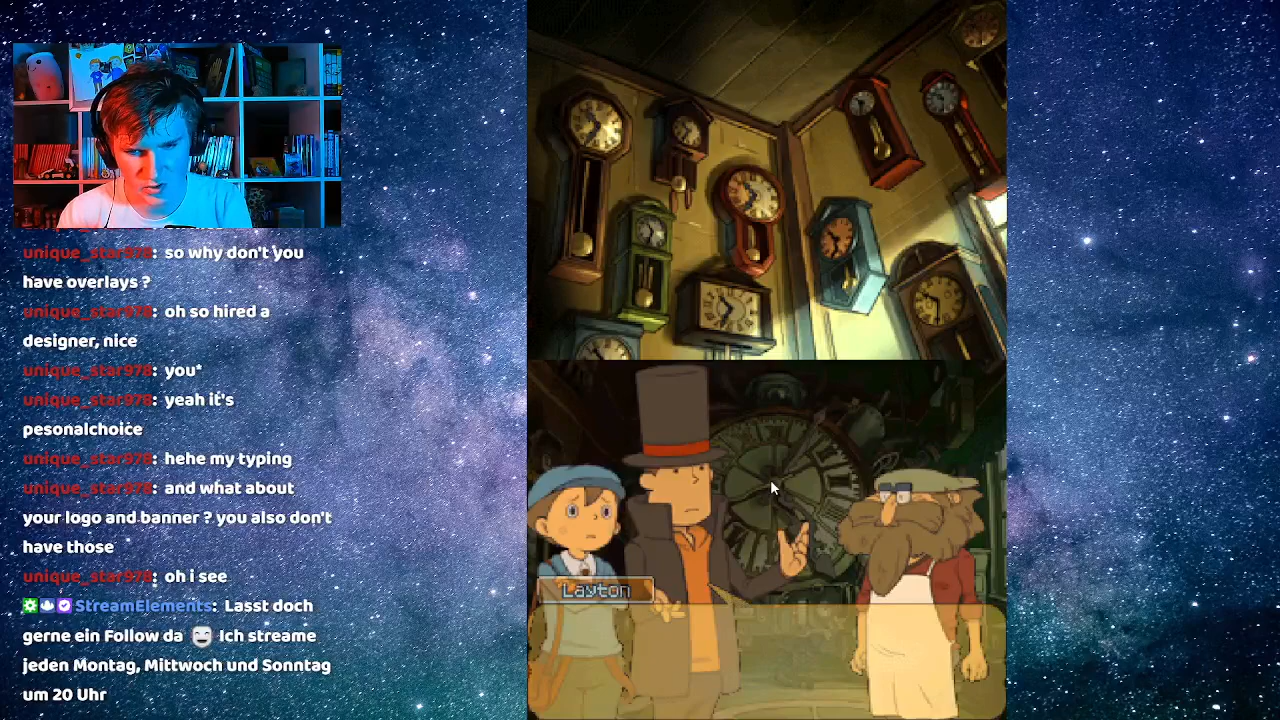 unique_star978: so why don't you
have overlays ?
unique_star978: oh so hired a
designer, nice
unique_star978: you*
unique_star978: yeah it's
pesonalchoice
unique_star978: hehe my typing
unique_star978: and what about
your logo and banner ? you also don't
have those
unique_star978: oh i see
StreamElements: Lasst doch
gerne ein Follow da Ich streame
jeden Montag, Mittwoch und Sonntag
um 20 Uhr
Layton